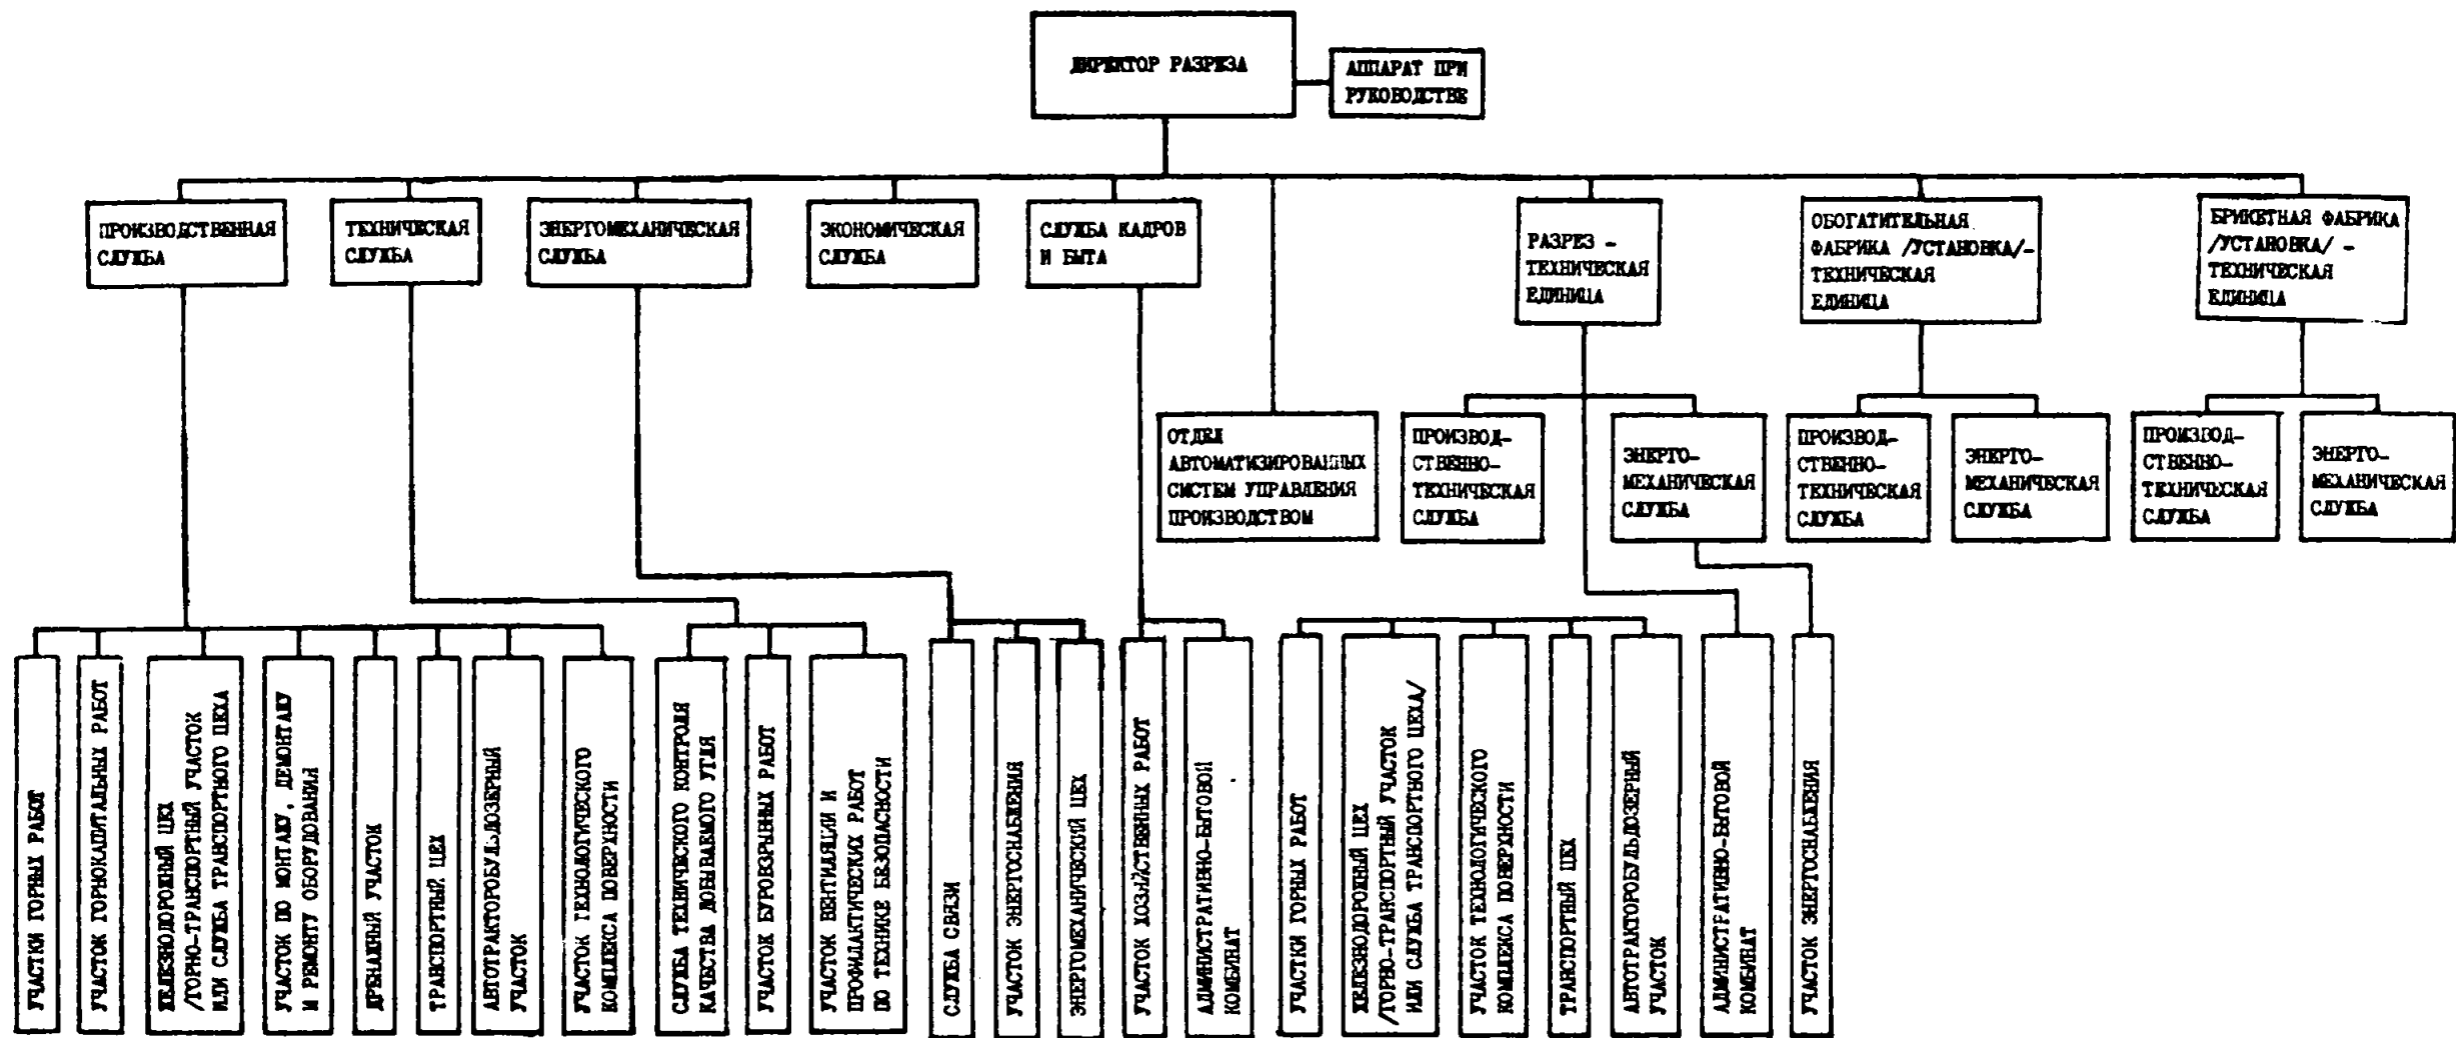 ДИРЕКТОР РАЗРЕЗА
АППАРАТ ПРИ
РУКОВОДСТВЕ
ПРОИЗВОДСТВЕННАЯ
СЛУЖБА
ТЕХНИЧЕСКАЯ
СЛУЖБА
ЭНЕРГОМЕХАНИЧЕСКАЯ
СЛУЖБА
ЭКОНОМИЧЕСКАЯ
СЛУЖБА
СЛУЖБА КАДРОВ
И БЫТА
РАЗРЕЗ -
ТЕХНИЧЕСКАЯ
ЕДИНИЦА
ОБОГАТИТЕЛЬНАЯ
ФАБРИКА /УСТАНОВКА/-
ТЕХНИЧЕСКАЯ
ЕДИНИЦА
БРИКЕТНАЯ ФАБРИКА
/УСТАНОВКА/ -
ТЕХНИЧЕСКАЯ
ЕДИНИЦА
ОТДЕЛ
АВТОМАТИЗИРОВАННЫХ
СИСТЕМ УПРАВЛЕНИЯ
ПРОИЗВОДСТВОМ
ПРОИЗВОД-
СТВЕННО-
ТЕХНИЧЕСКАЯ
СЛУЖБА
ЭНЕРГО-
МЕХАНИЧЕСКАЯ
СЛУЖБА
ПРОИЗВОД-
СТВЕННО-
ТЕХНИЧЕСКАЯ
СЛУЖБА
ЭНЕРГО-
МЕХАНИЧЕСКАЯ
СЛУЖБА
ПРОИЗВОД-
СТВЕННО-
ТЕХНИЧЕСКАЯ
СЛУЖБА
ЭНЕРГО-
МЕХАНИЧЕСКАЯ
СЛУЖБА
УЧАСТКИ ГОРНЫХ РАБОТ
УЧАСТОК ГОРНОКАПИТАЛЬНЫХ РАБОТ
ЖЕЛЕЗНОДОРОЖНЫЙ ЦЕХ
/ГОРНО-ТРАНСПОРТНЫЙ УЧАСТОК
ИЛИ СЛУЖБА ТРАНСПОРТНОГО ЦЕХА
УЧАСТОК ПО МОНТАЖУ, ДЕМОНТАЖУ
И РЕМОНТУ ОБОРУДОВАНИЯ
ДРЕНАЖНЫЙ УЧАСТОК
ТРАНСПОРТНЫЙ ЦЕХ
АВТОТРАКТОРОБУЛЬДОЗЕРНЫЙ
УЧАСТОК
УЧАСТОК ТЕХНОЛОГИЧЕСКОГО
КОМПЛЕКСА ПОВЕРХНОСТИ
СЛУЖБА ТЕХНИЧЕСКОГО КОНТРОЛЯ
КАЧЕСТВА ДОБЫВАЕМОГО УГЛЯ
УЧАСТОК БУРОВЗРЫВНЫХ РАБОТ
УЧАСТОК ВЕНТИЛЯЦИИ И
ПРОФИЛАКТИЧЕСКИХ РАБОТ
ПО ТЕХНИКЕ БЕЗОПАСНОСТИ
СЛУЖБА СВЯЗИ
УЧАСТОК ЭНЕРГОСНАБЖЕНИЯ
ЭНЕРГОМЕХАНИЧЕСКИЙ ЦЕХ
УЧАСТОК ХОЗЯЙСТВЕННЫХ РАБОТ
АДМИНИСТРАТИВНО-БЫТОВОЙ
КОМБИНАТ
УЧАСТКИ ГОРНЫХ РАБОТ
ЖЕЛЕЗНОДОРОЖНЫЙ ЦЕХ
/ГОРНО-ТРАНСПОРТНЫЙ УЧАСТОК
ИЛИ СЛУЖБА ТРАНСПОРТНОГО ЦЕХА/
УЧАСТОК ТЕХНОЛОГИЧЕСКОГО
КОМПЛЕКСА ПОВЕРХНОСТИ
ТРАНСПОРТНЫЙ ЦЕХ
АВТОТРАКТОРОБУЛЬДОЗЕРНЫЙ
УЧАСТОК
АДМИНИСТРАТИВНО-БЫТОВОЙ
КОМБИНАТ
УЧАСТОК ЭНЕРГОСНАБЖЕНИЯ